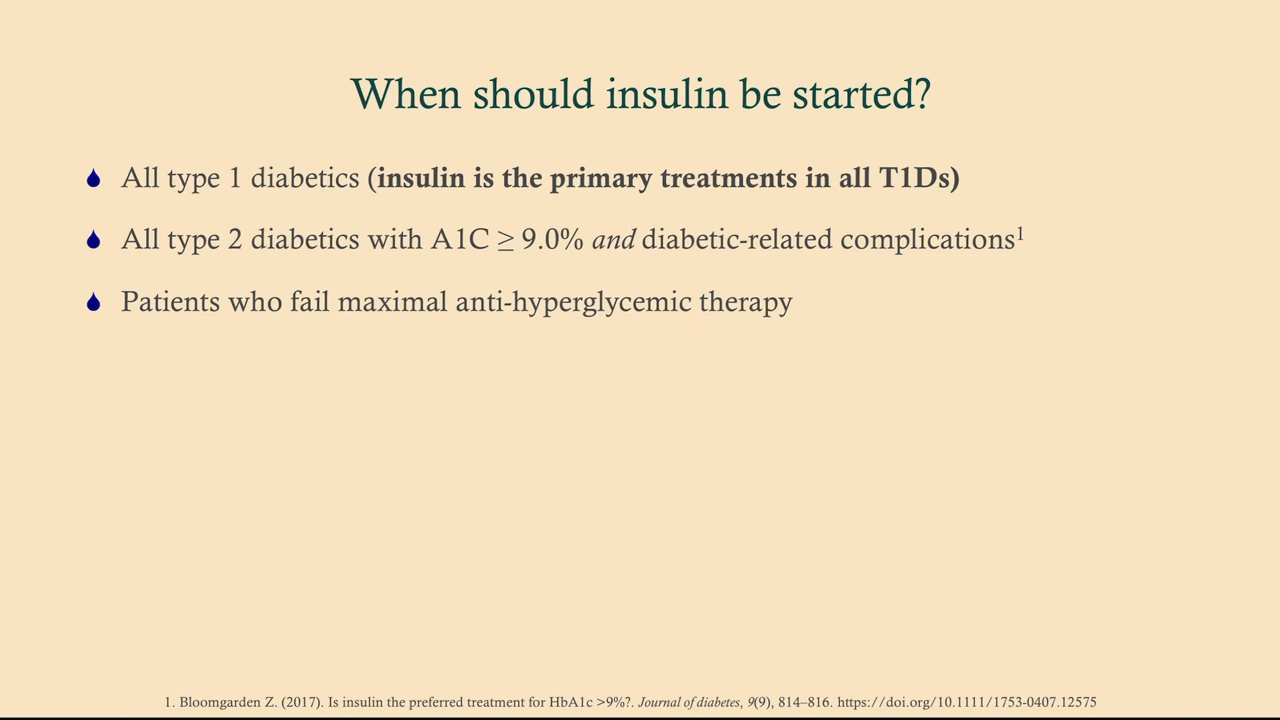 When should insulin be started?
All type 1 diabetics (insulin is the primary treatments in all T1Ds)
All type 2 diabetics with A1C ≥ 9.0% and diabetic-related complications¹
Patients who fail maximal anti-hyperglycemic therapy
1. Bloomgarden Z. (2017). Is insulin the preferred treatment for HbA1c >9%?. Journal of diabetes, 9(9), 814–816. https://doi.org/10.1111/1753-0407.12575